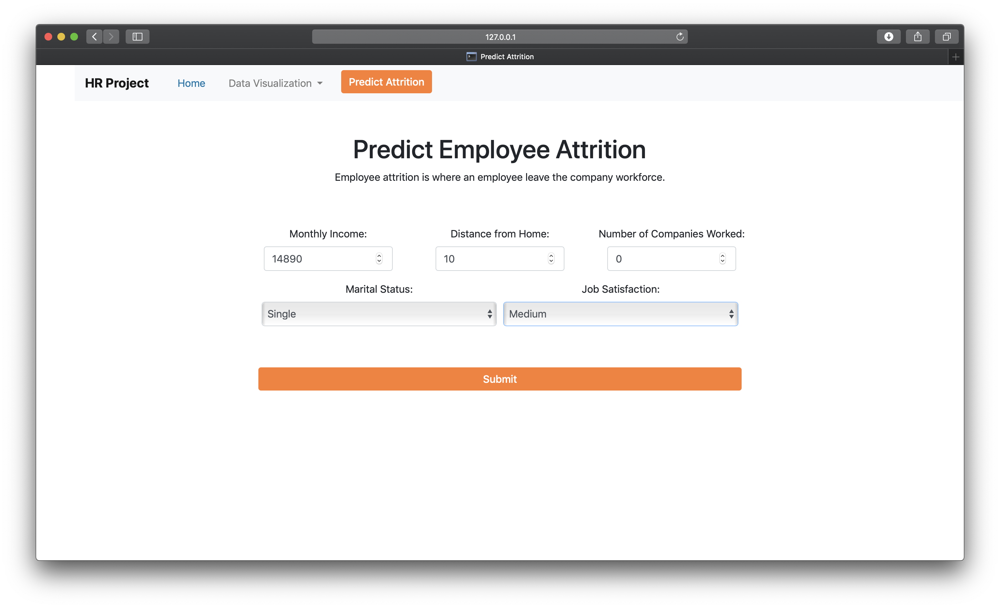 127.0.0.1
Predict Attrition
HR Project Home Data Visualization Predict Attrition
Predict Employee Attrition
Employee attrition is where an employee leave the company workforce.
Monthly Income: Distance from Home: Number of Companies Worked:
14890 10 0
Marital Status: Job Satisfaction:
Single Medium
Submit